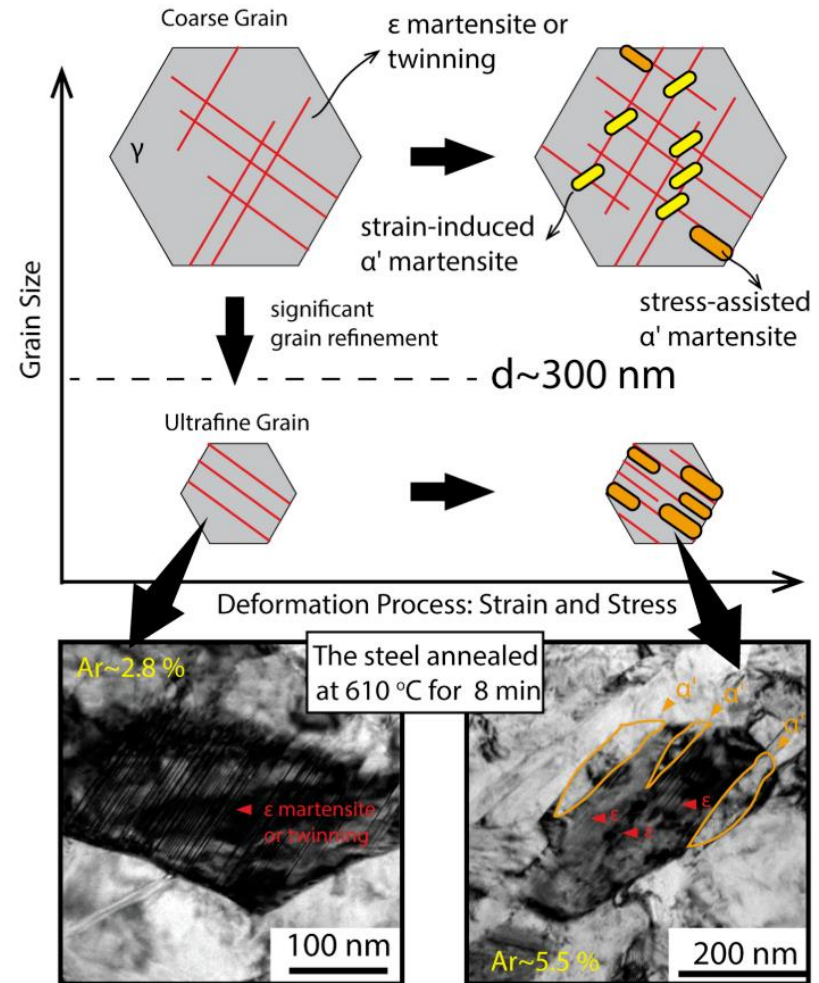 Coarse Grain
ε martensite or
twinning
γ
strain-induced
α' martensite
stress-assisted
α' martensite
Grain Size
significant
grain refinement
d~300 nm
Ultrafine Grain
Deformation Process: Strain and Stress
The steel annealed
at 610 °C for 8 min
Ar~2.8 %
ε martensite
or twinning
100 nm
α'
α'
α'
ε
ε
ε
Ar~5.5 %
200 nm